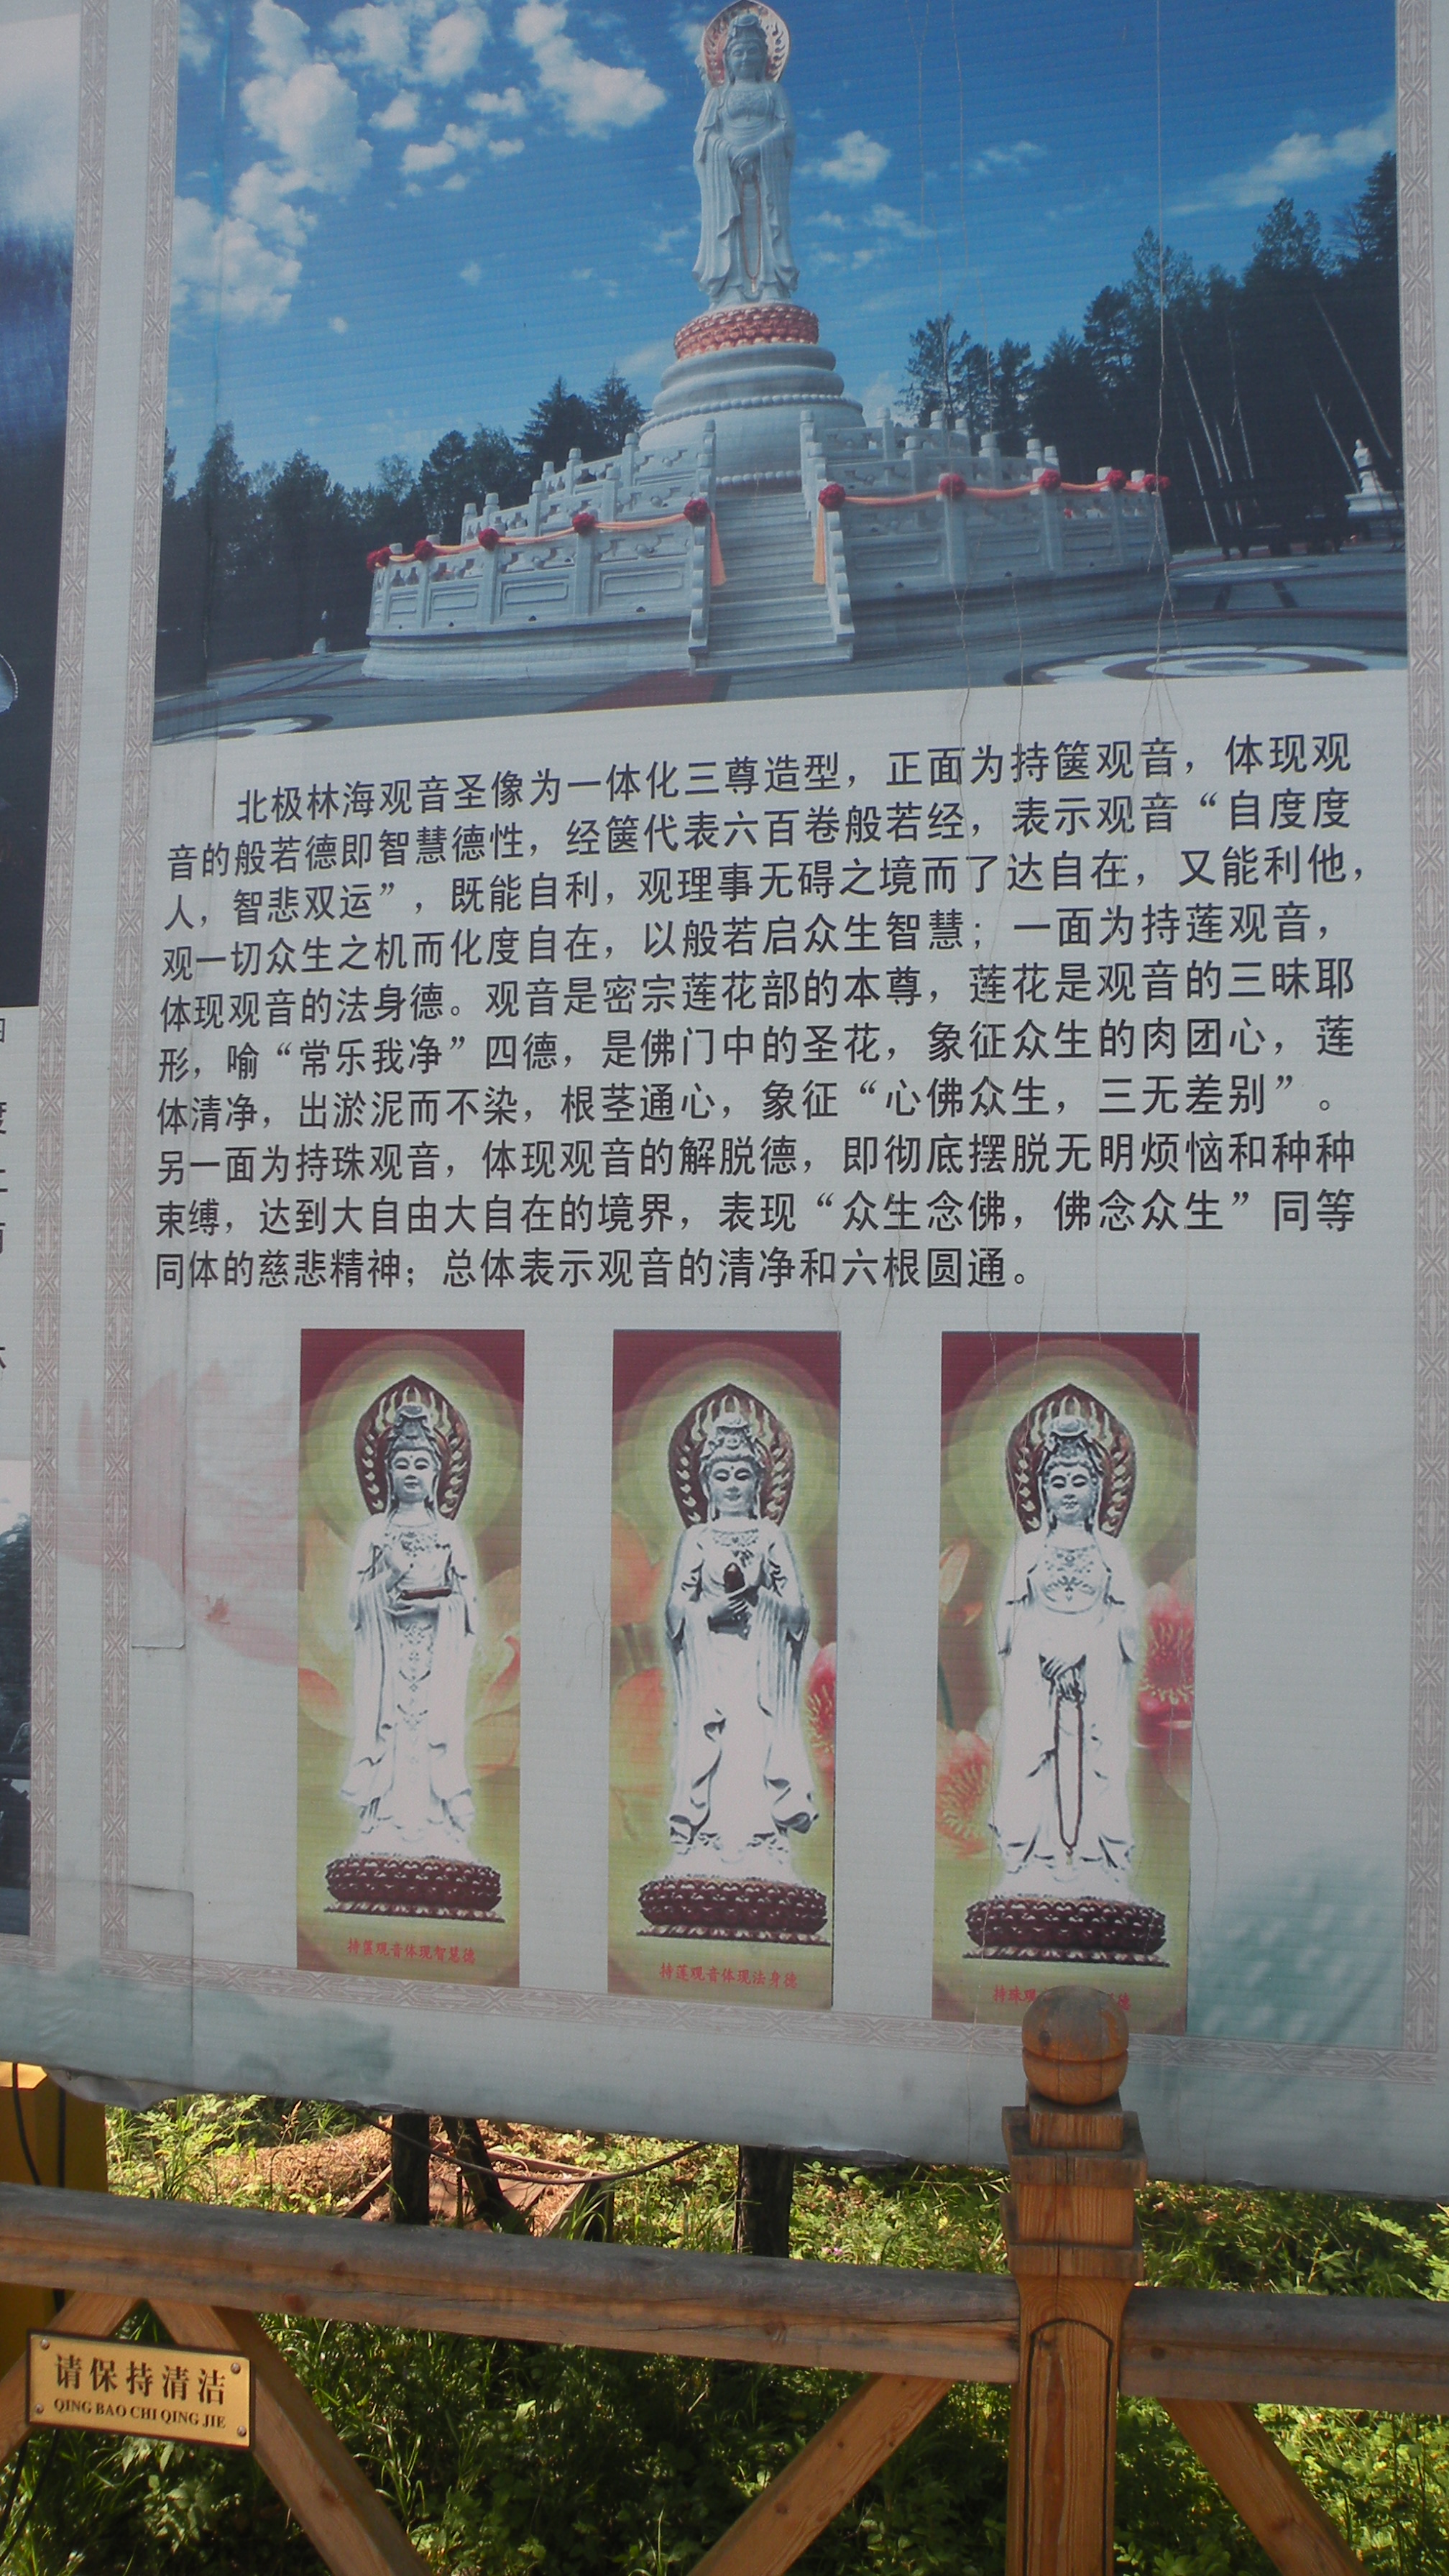 北极林海观音圣像为一体化三尊造型，正面为持箧观音，体现观
音的般若德即智慧德性，经箧代表六百卷般若经，表示观音“自度度
人，智悲双运”，既能自利，观理事无碍之境而了达自在，又能利他，
观一切众生之机而化度自在，以般若启众生智慧；一面为持莲观音，
体现观音的法身德。观音是密宗莲花部的本尊，莲花是观音的三昧耶
形，喻“常乐我净”四德，是佛门中的圣花，象征众生的肉团心，莲
体清净，出淤泥而不染，根茎通心，象征“心佛众生，三无差别”。
另一面为持珠观音，体现观音的解脱德，即彻底摆脱无明烦恼和种种
束缚，达到大自由大自在的境界，表现“众生念佛，佛念众生”同等
同体的慈悲精神；总体表示观音的清净和六根圆通。
持箧观音体现智慧德
持莲观音体现法身德
持珠观 德
请保持清洁
QING BAO CHI QING JIE